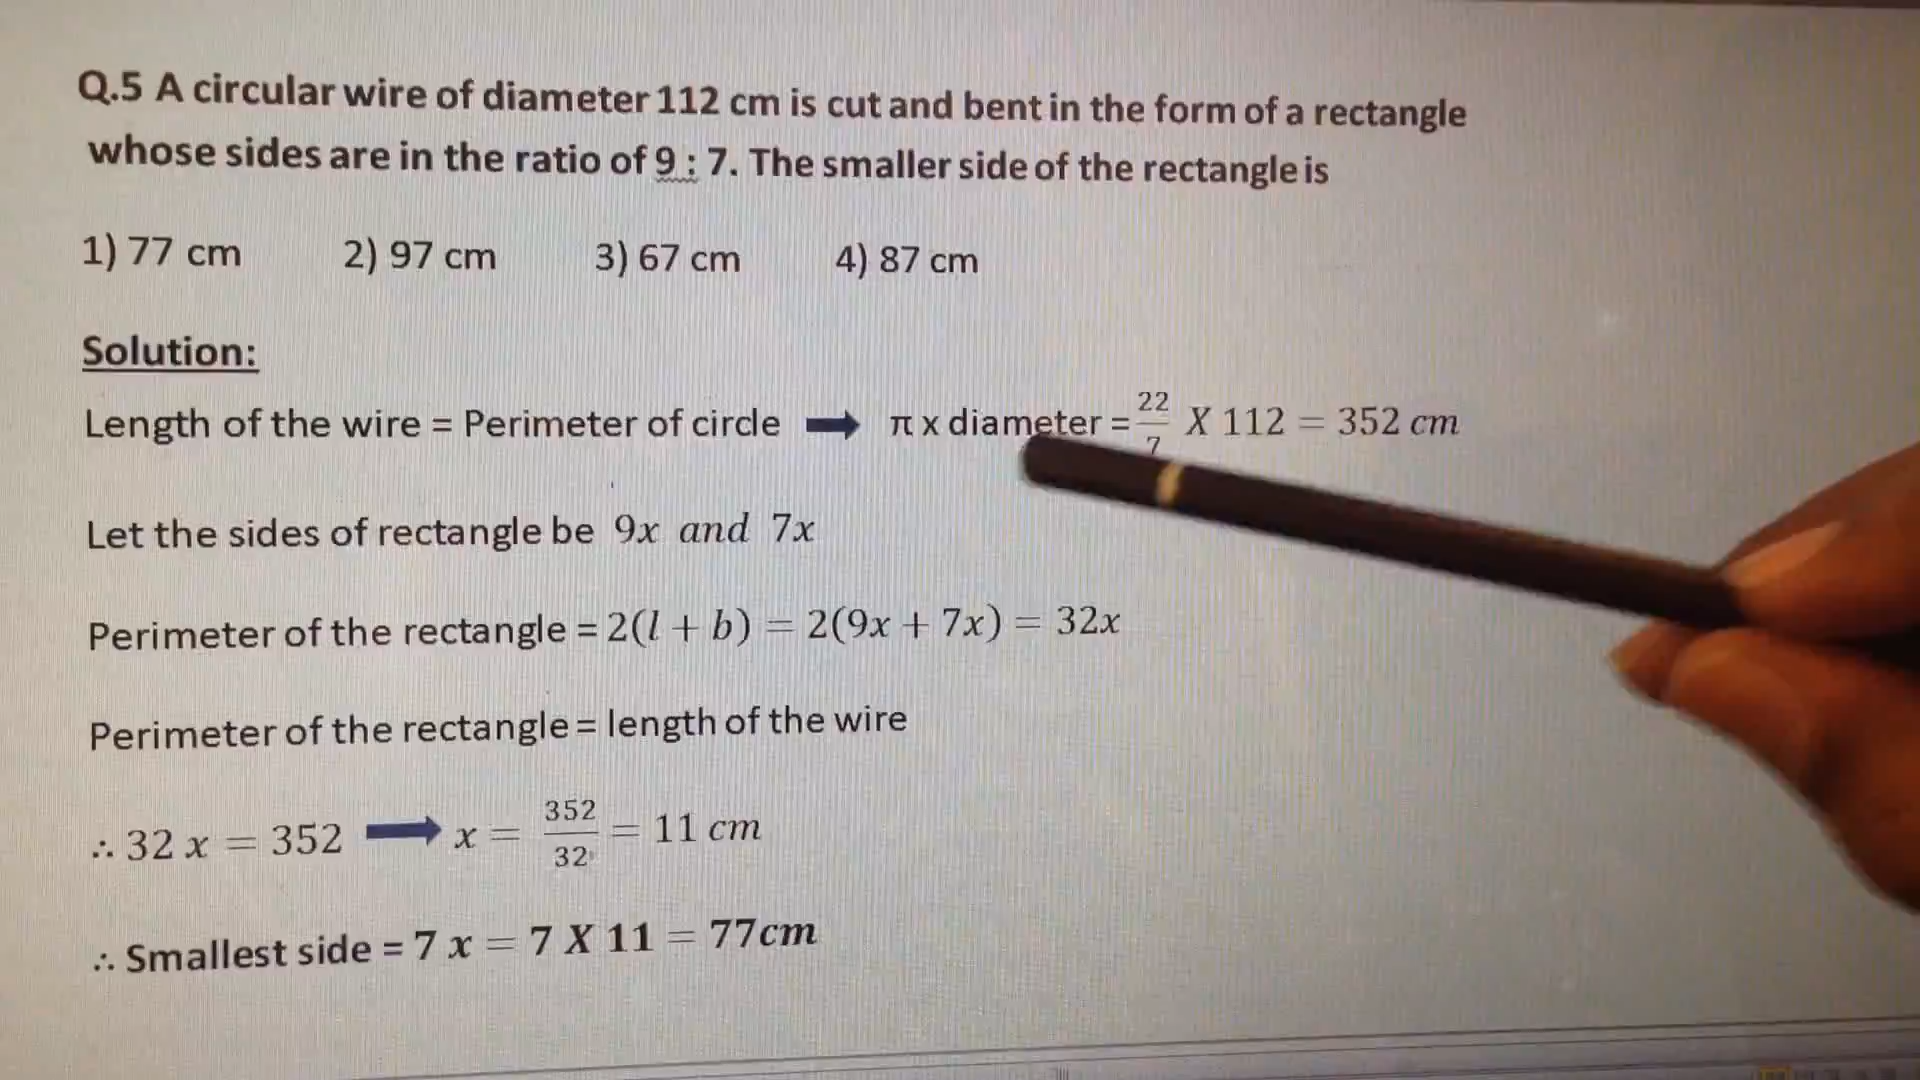 Q.5 A circular wire of diameter 112 cm is cut and bent in the form of a rectangle
whose sides are in the ratio of 9 : 7. The smaller side of the rectangle is
1) 77 cm 2) 97 cm 3) 67 cm 4) 87 cm
Solution:
Length of the wire = Perimeter of circle ➡ π x diameter = 22/7 X 112 = 352 cm
Let the sides of rectangle be 9x and 7x
Perimeter of the rectangle = 2(l + b) = 2(9x + 7x) = 32x
Perimeter of the rectangle = length of the wire
∴ 32 x = 352 ➡ x = 352/32 = 11 cm
∴ Smallest side = 7 x = 7 X 11 = 77cm